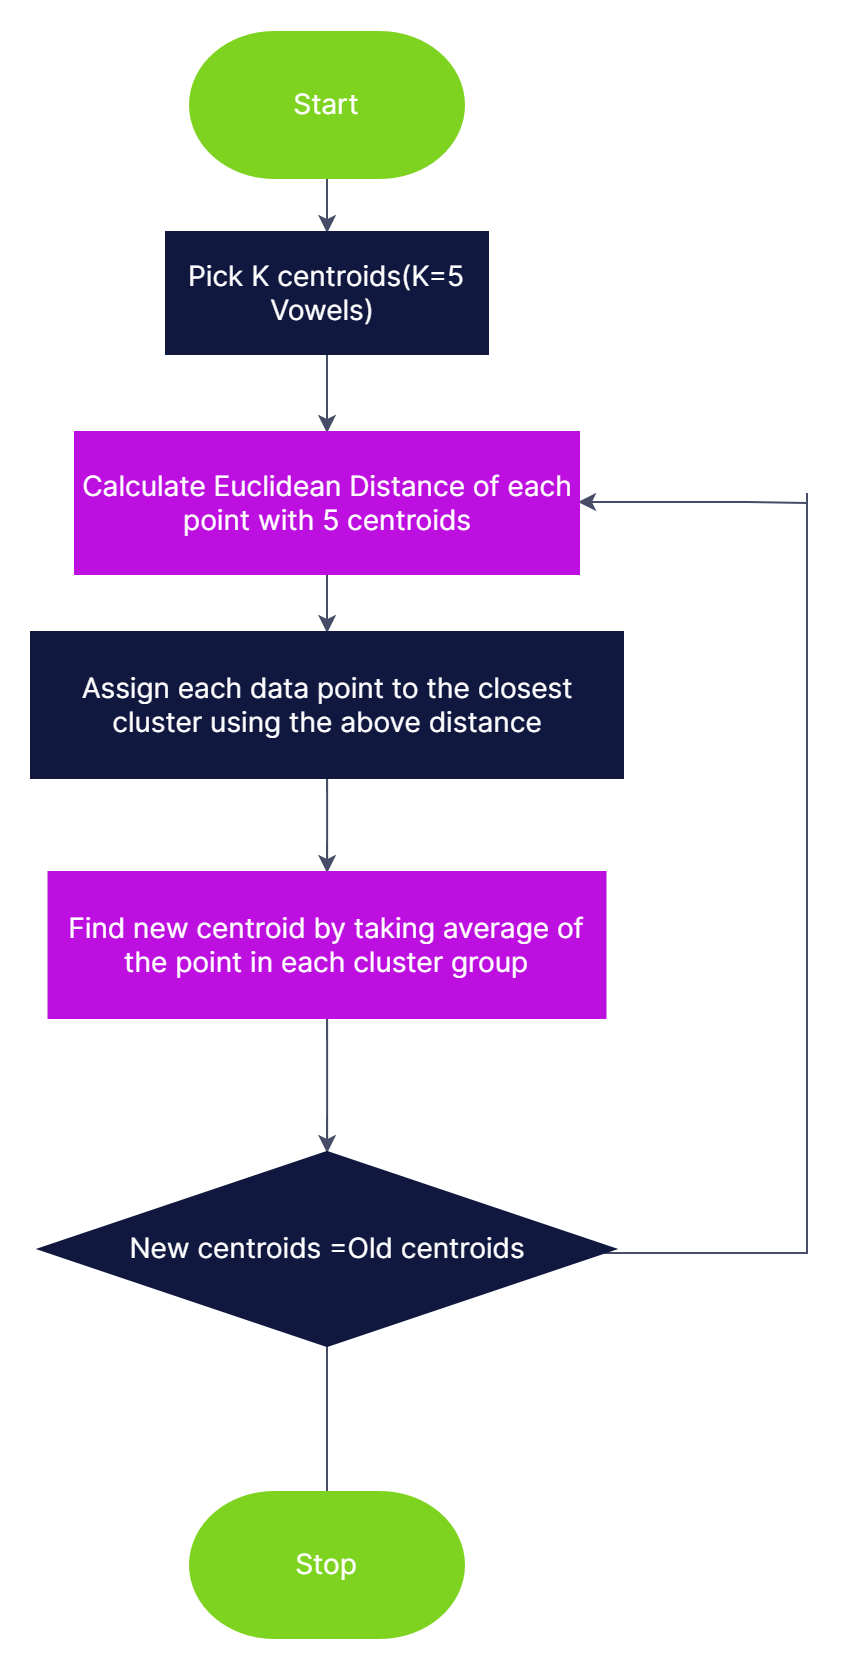 Start
Pick K centroids(K=5
Vowels)
Calculate Euclidean Distance of each
point with 5 centroids
Assign each data point to the closest
cluster using the above distance
Find new centroid by taking average of
the point in each cluster group
New centroids =Old centroids
Stop